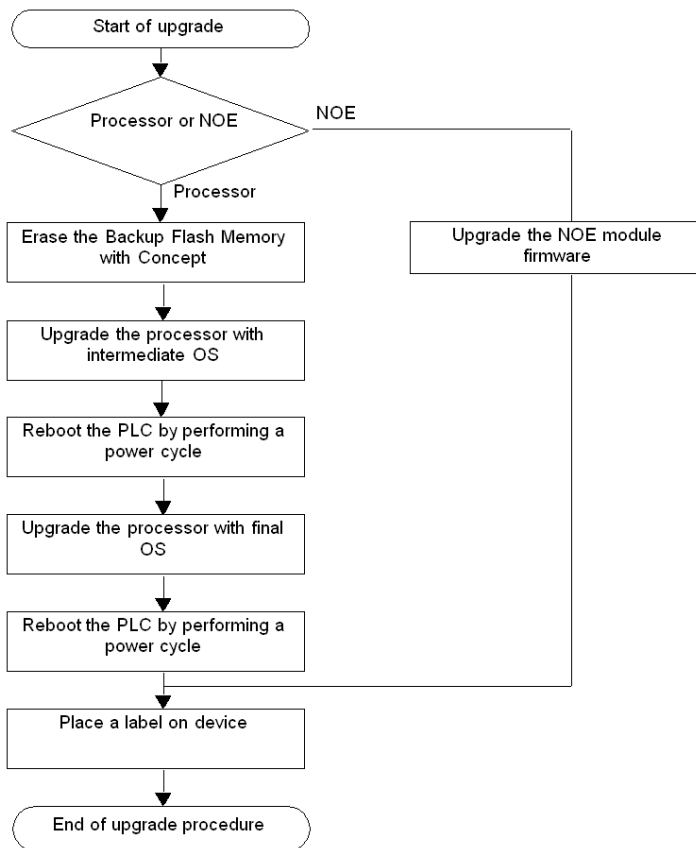 Start of upgrade
Processor or NOE
NOE
Processor
Erase the Backup Flash Memory
with Concept
Upgrade the NOE module
firmware
Upgrade the processor with
intermediate OS
Reboot the PLC by performing a
power cycle
Upgrade the processor with final
OS
Reboot the PLC by performing a
power cycle
Place a label on device
End of upgrade procedure